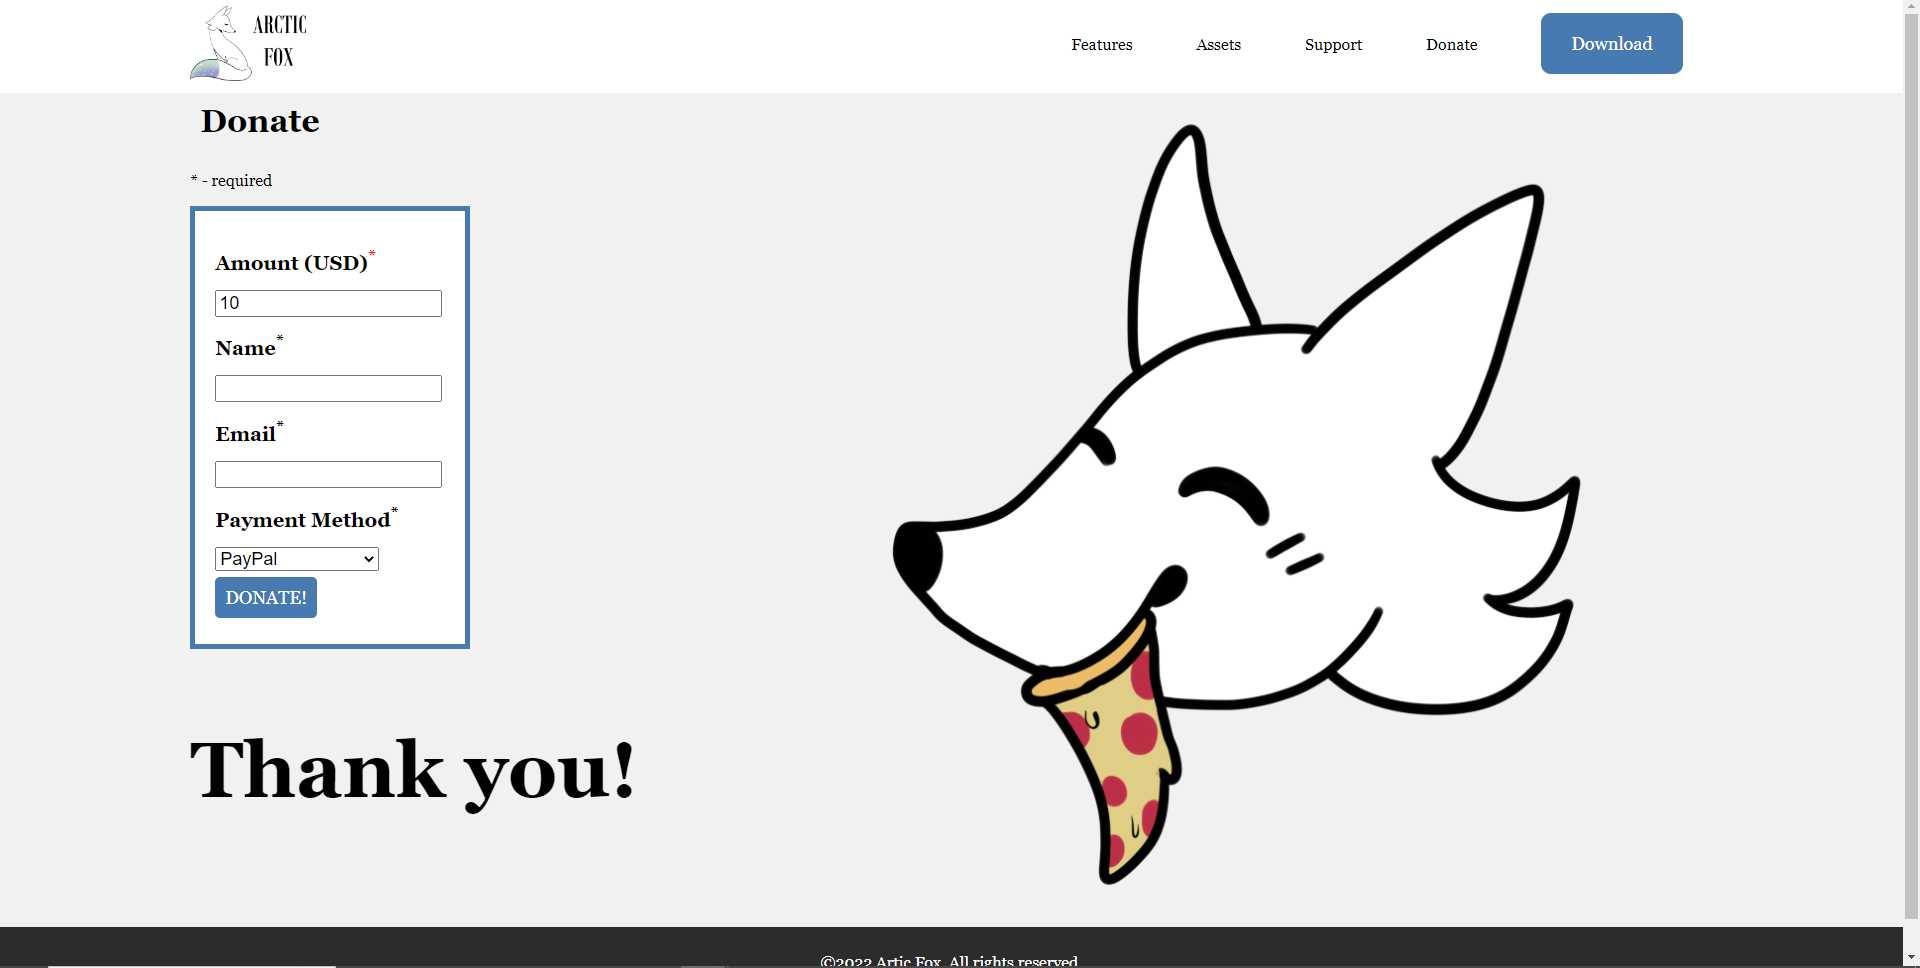 ARCTIC
FOX
Features Assets Support Donate Download
Donate
* - required
Amount (USD)*
10
Name*
Email*
Payment Method*
PayPal
DONATE!
Thank you!
©2022 Artic Fox. All rights reserved